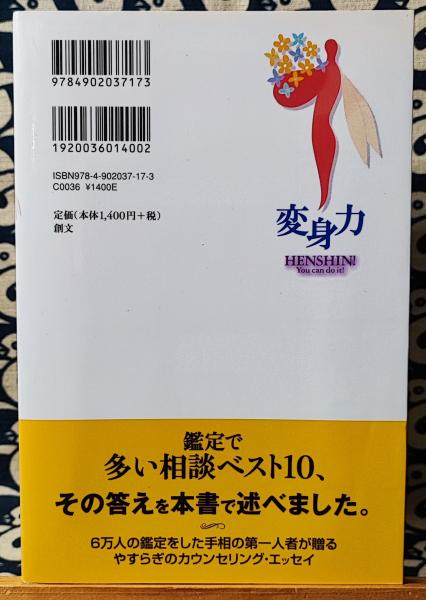 9784902037173
1920036014002
ISBN978-4-902037-17-3
C0036 ¥1400E
定価(本体1,400円+税)
創文
変身力
HENSHIN!
You can do it!
鑑定で
多い相談ベスト10、
その答えを本書で述べました。
6万人の鑑定をした手相の第一人者が贈る
やすらぎのカウンセリング・エッセイ